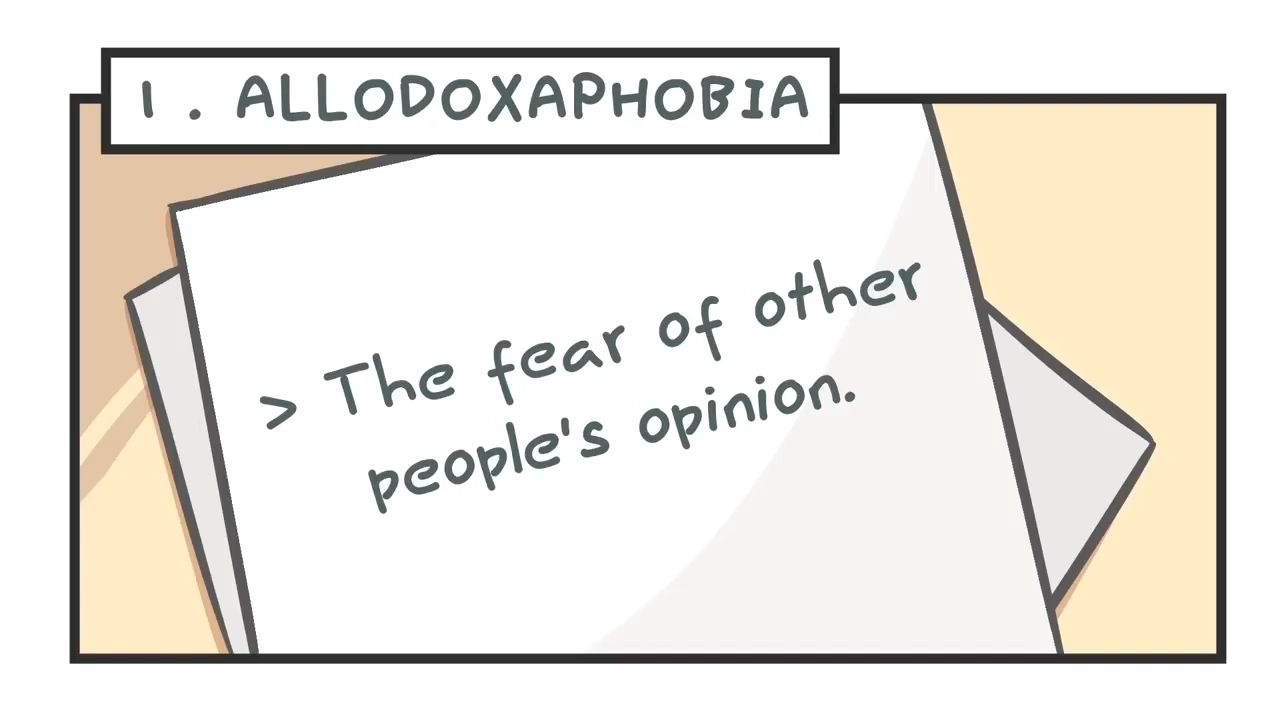 1 . ALLODOXAPHOBIA
> The fear of other
people's opinion.